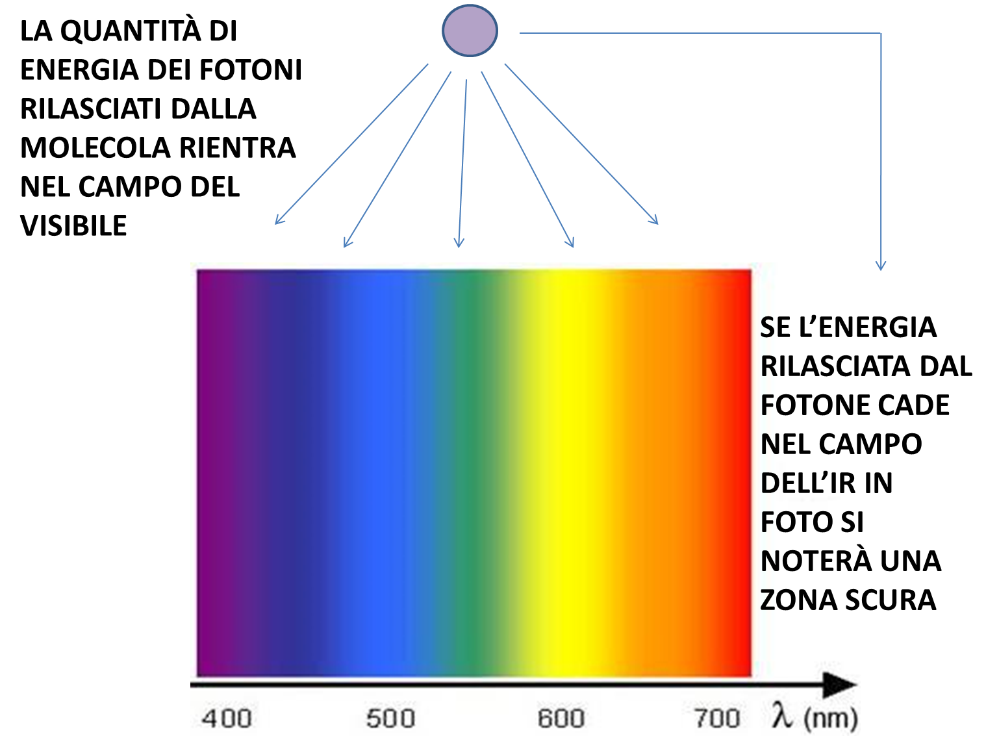 LA QUANTITÀ DI
ENERGIA DEI FOTONI
RILASCIATI DALLA
MOLECOLA RIENTRA
NEL CAMPO DEL
VISIBILE
SE L’ENERGIA
RILASCIATA DAL
FOTONE CADE
NEL CAMPO
DELL’IR IN
FOTO SI
NOTERÀ UNA
ZONA SCURA
400 500 600 700 λ (nm)